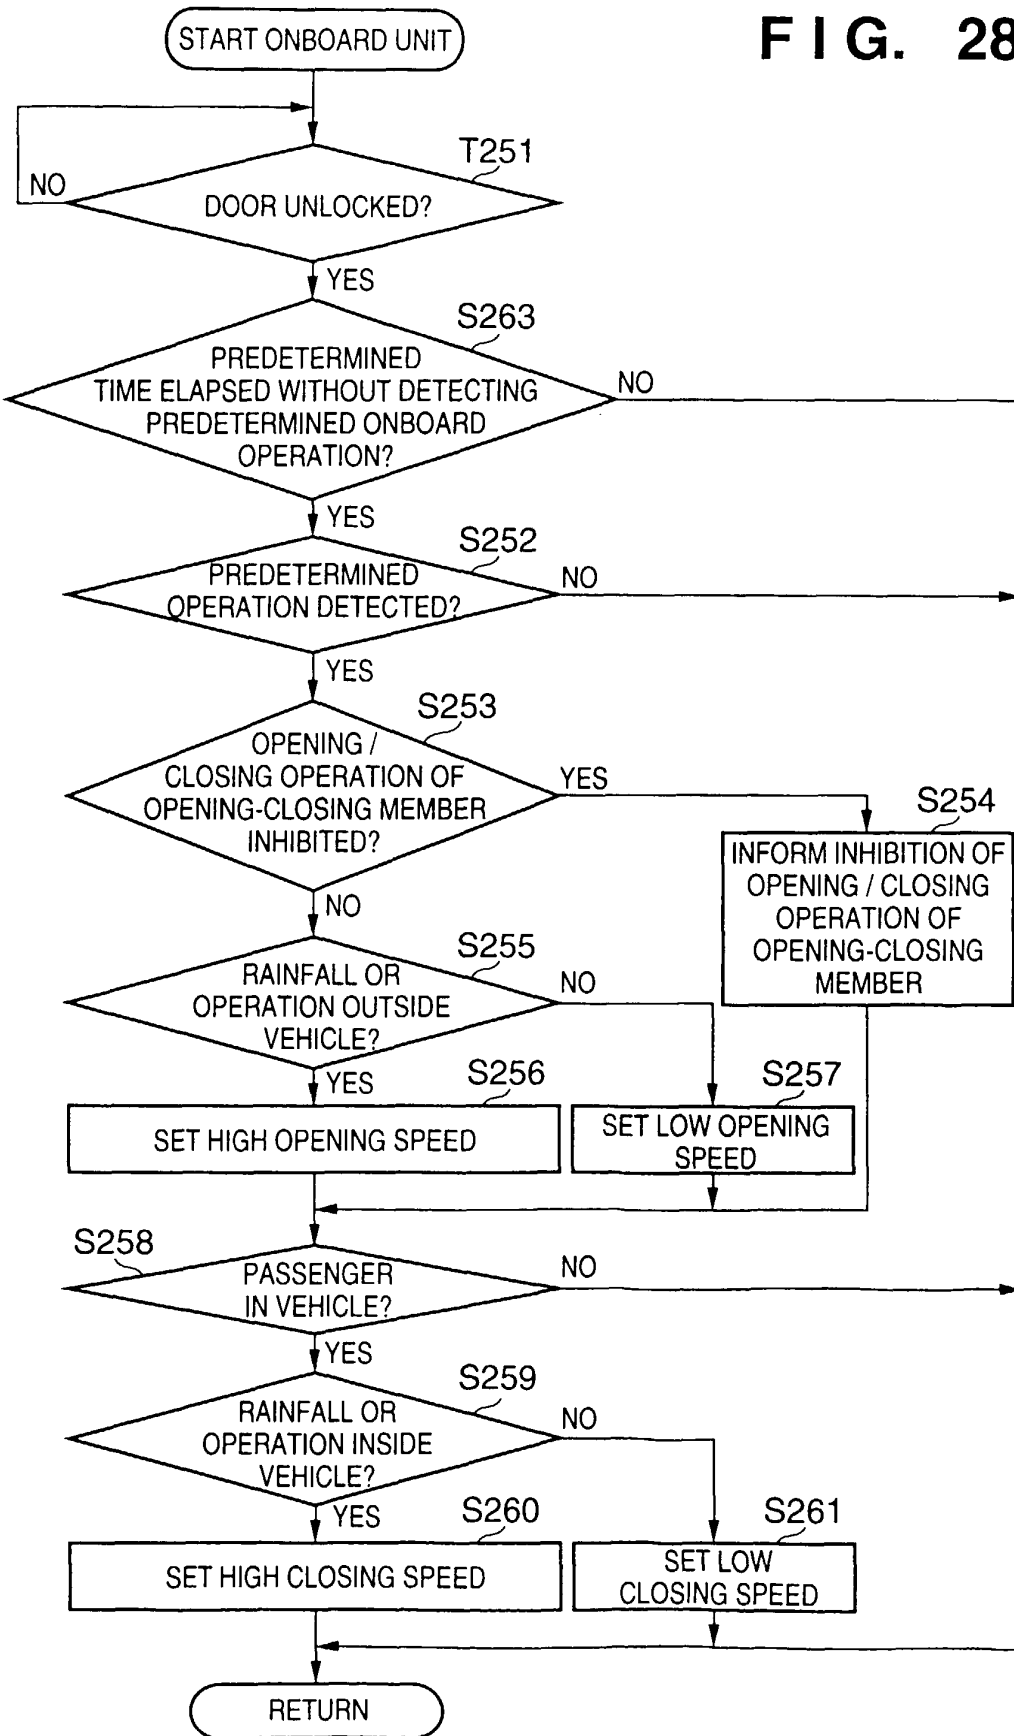 START ONBOARD UNIT
FIG. 28
T251
NO
DOOR UNLOCKED?
YES
S263
PREDETERMINED
TIME ELAPSED WITHOUT DETECTING
PREDETERMINED ONBOARD
OPERATION?
NO
YES
S252
PREDETERMINED
OPERATION DETECTED?
NO
YES
S253
OPENING /
CLOSING OPERATION OF
OPENING-CLOSING MEMBER
INHIBITED?
YES
S254
INFORM INHIBITION OF
OPENING / CLOSING
OPERATION OF
OPENING-CLOSING
MEMBER
NO
S255
RAINFALL OR
OPERATION OUTSIDE
VEHICLE?
NO
YES
S256
SET HIGH OPENING SPEED
S257
SET LOW OPENING
SPEED
S258
PASSENGER
IN VEHICLE?
NO
YES
S259
RAINFALL OR
OPERATION INSIDE
VEHICLE?
NO
YES
S260
SET HIGH CLOSING SPEED
S261
SET LOW
CLOSING SPEED
RETURN